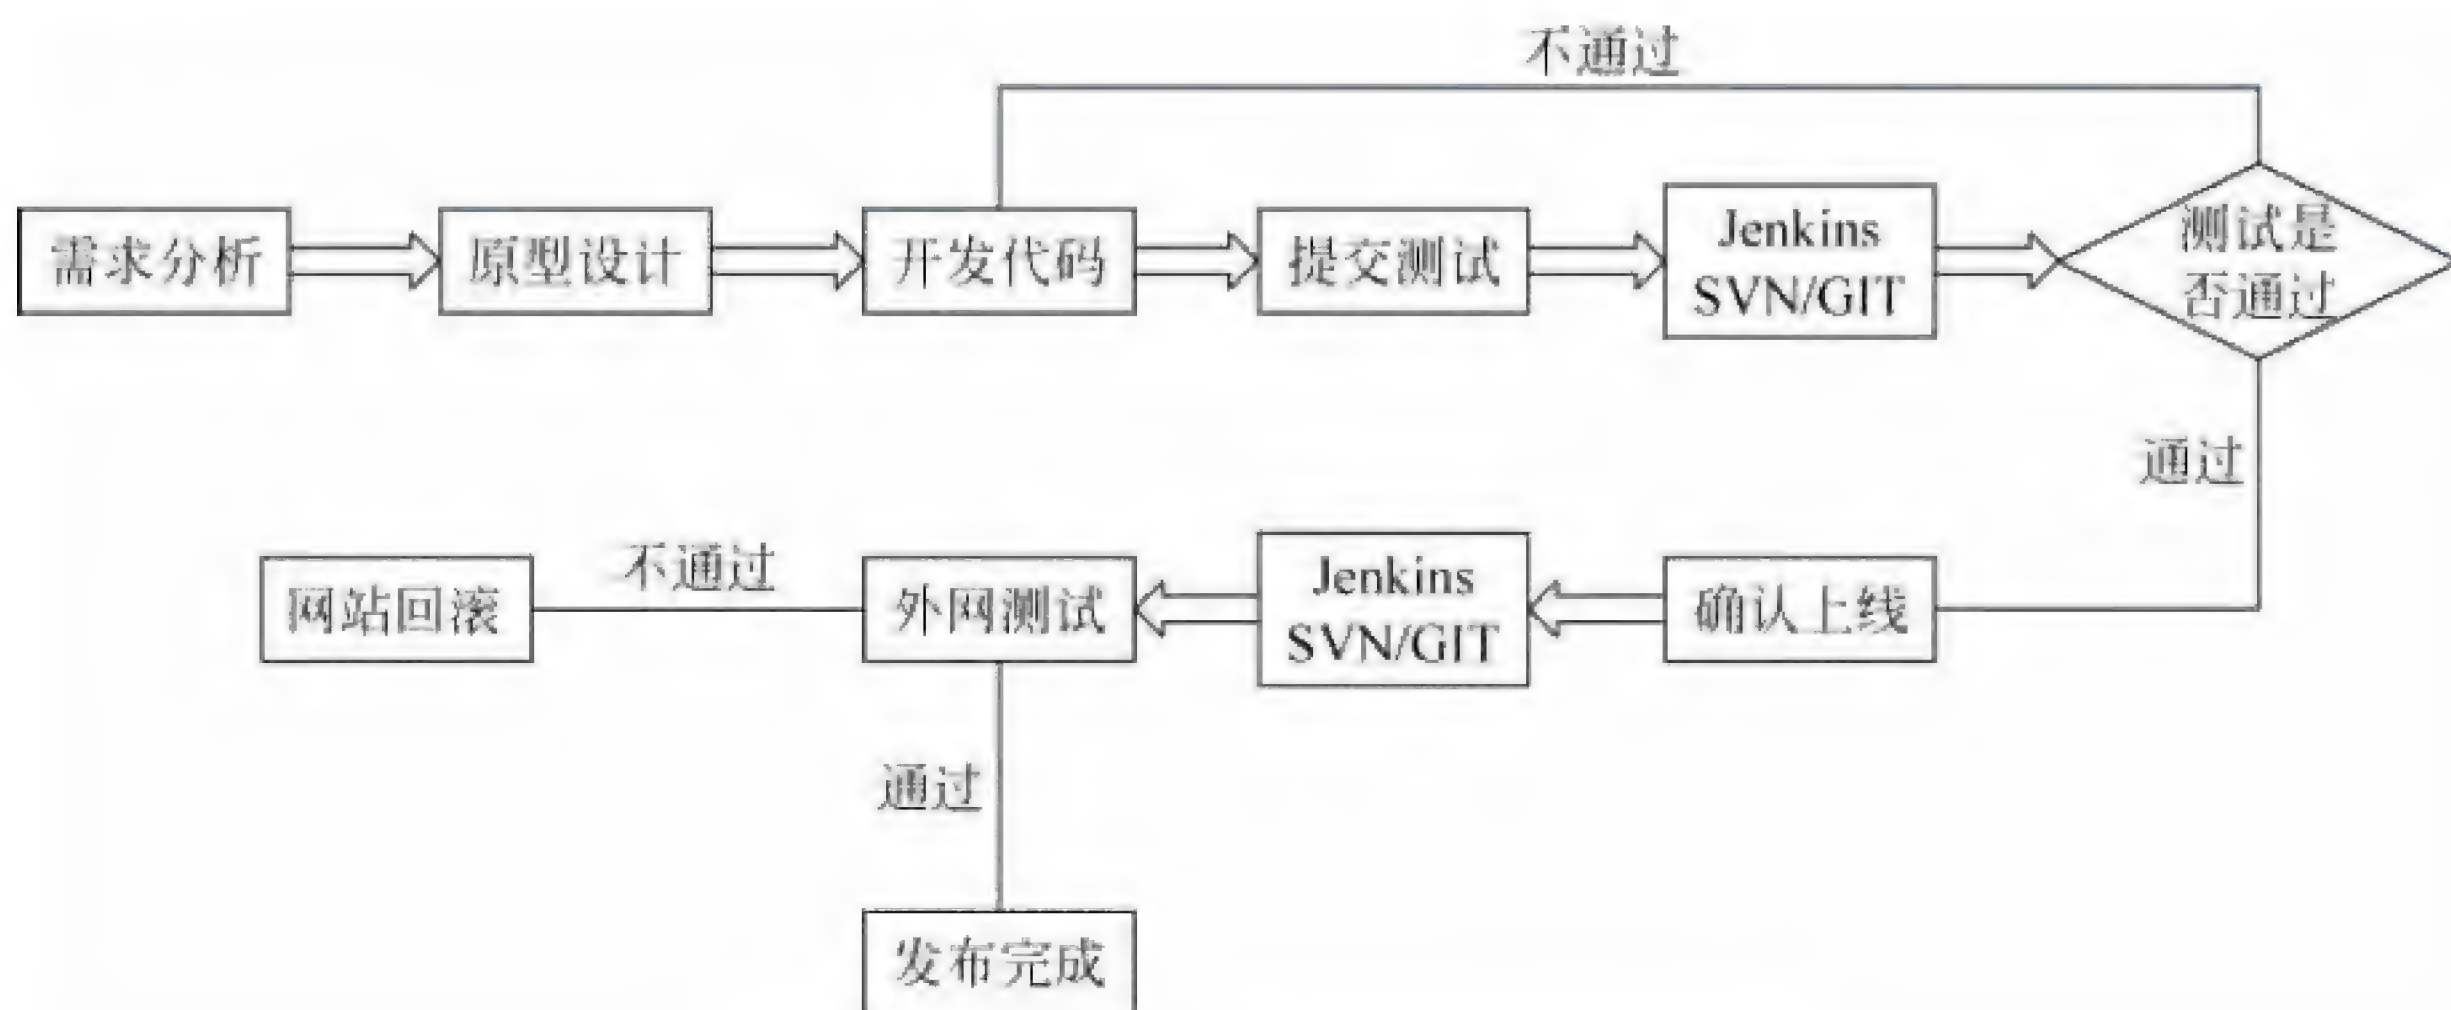 不通过
需求分析
原型设计
开发代码
提交测试
Jenkins
SVN/GIT
测试是
否通过
通过
网站回滚
不通过
外网测试
Jenkins
SVN/GIT
确认上线
通过
发布完成